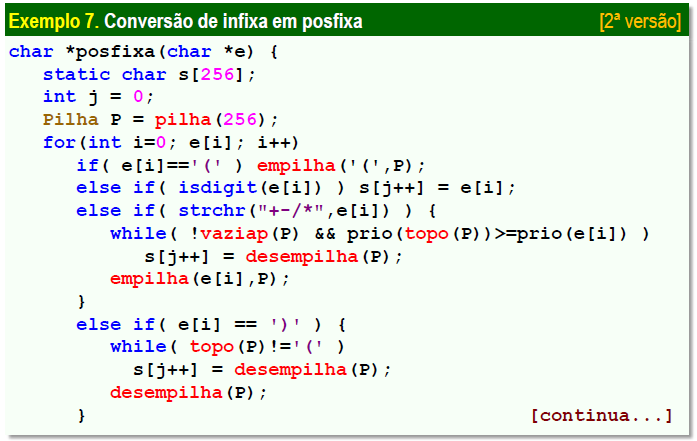 Exemplo 7. Conversão de infixa em posfixa [2ª versão]
char *posfixa(char *e) {
   static char s[256];
   int j = 0;
   Pilha P = pilha(256);
   for(int i=0; e[i]; i++)
      if( e[i]=='(' ) empilha('(',P);
      else if( isdigit(e[i]) ) s[j++] = e[i];
      else if( strchr("+-/*",e[i]) ) {
         while( !vaziap(P) && prio(topo(P))>=prio(e[i]) )
            s[j++] = desempilha(P);
         empilha(e[i],P);
      }
      else if( e[i] == ')' ) {
         while( topo(P)!='(' )
           s[j++] = desempilha(P);
         desempilha(P);
      } [continua...]